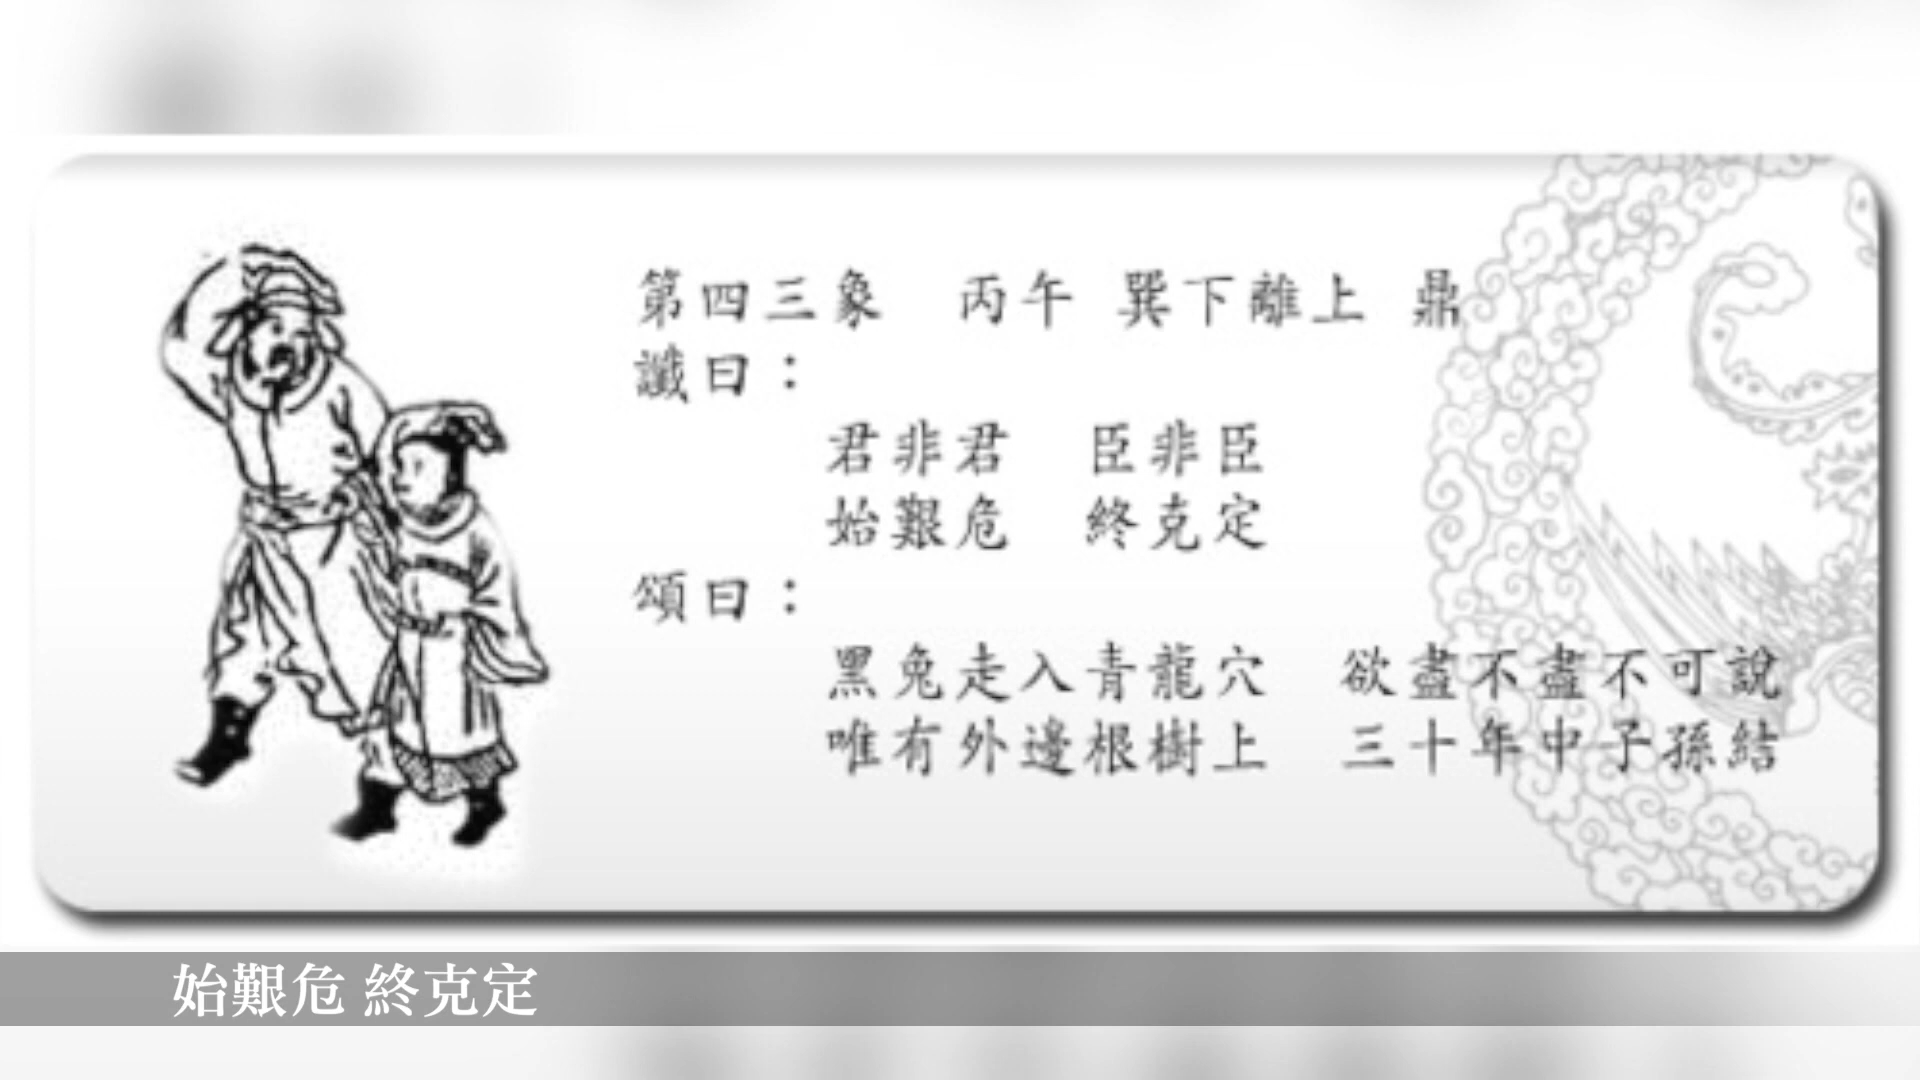 第四三象 丙午 巽下離上 鼎
讖曰：
君非君 臣非臣
始艱危 終克定
頌曰：
黑兔走入青龍穴 欲盡不盡不可說
唯有外邊根樹上 三十年中子孫結
始艱危 終克定